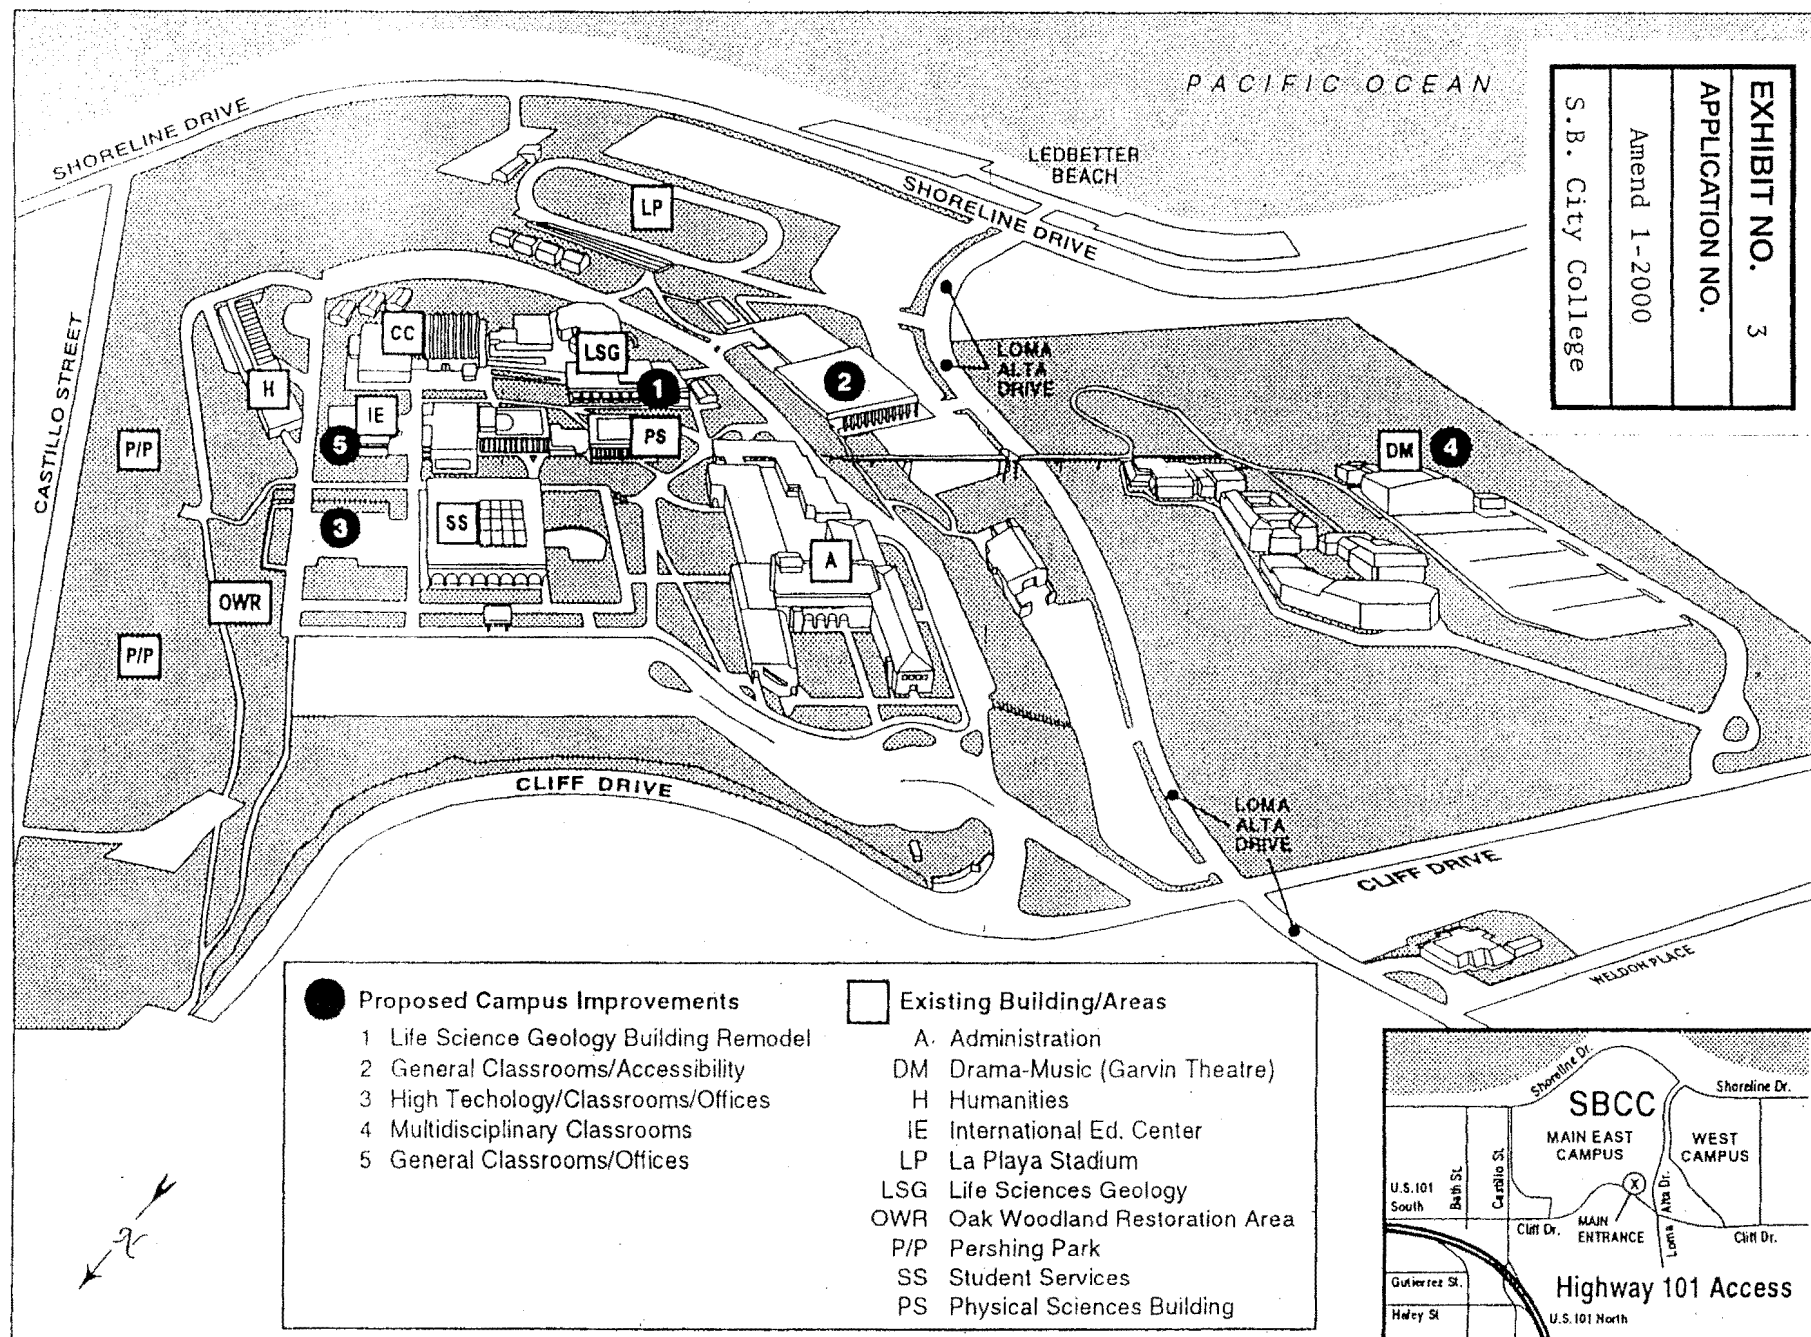 PACIFIC OCEAN
EXHIBIT NO. 3
APPLICATION NO.
Amend 1-2000
S.B. City College
SHORELINE DRIVE
LEDBETTER
BEACH
SHORELINE DRIVE
LP
LOMA
ALTA
DRIVE
CC
LSG
1
2
H
IE
5
PS
DM
4
P/P
CASTILLO STREET
3
SS
A
OWR
P/P
CLIFF DRIVE
LOMA
ALTA
DRIVE
CLIFF DRIVE
WELDON PLACE
Proposed Campus Improvements
1 Life Science Geology Building Remodel
2 General Classrooms/Accessibility
3 High Techology/Classrooms/Offices
4 Multidisciplinary Classrooms
5 General Classrooms/Offices
Existing Building/Areas
A Administration
DM Drama-Music (Garvin Theatre)
H Humanities
IE International Ed. Center
LP La Playa Stadium
LSG Life Sciences Geology
OWR Oak Woodland Restoration Area
P/P Pershing Park
SS Student Services
PS Physical Sciences Building
Shoreline Dr.
Shoreline Dr.
SBCC
MAIN EAST
CAMPUS
WEST
CAMPUS
U.S.101
South
Bath St.
Castillo St.
X
Loma Alta Dr.
Cliff Dr.
MAIN
ENTRANCE
Cliff Dr.
Gutierrez St.
Highway 101 Access
Haley St
U.S.101 North